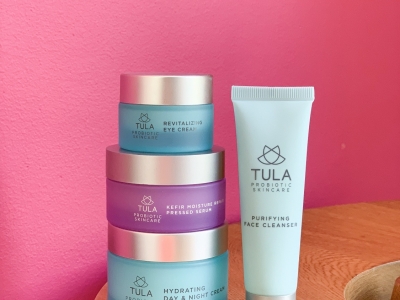 TULA
PROBIOTIC
SKINCARE
REVITALIZING
EYE CREAM
TULA
PROBIOTIC
SKINCARE
KEFIR MOISTURE
PRESSED SERUM
TULA
HYDRATING
DAY & NIGHT CREAM
TULA
PROBIOTIC
SKINCARE
PURIFYING
FACE CLEANSER